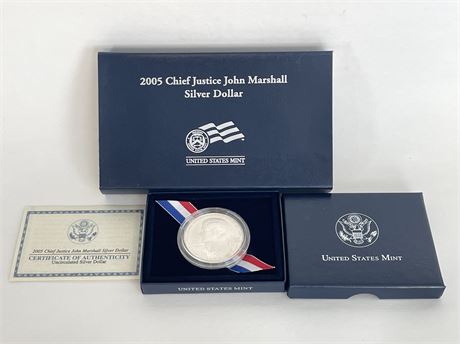 2005 Chief Justice John Marshall
Silver Dollar
UNITED STATES MINT
2005 Chief Justice John Marshall Silver Dollar
CERTIFICATE OF AUTHENTICITY
Uncirculated Silver Dollar
UNITED STATES MINT
UNITED STATES MINT